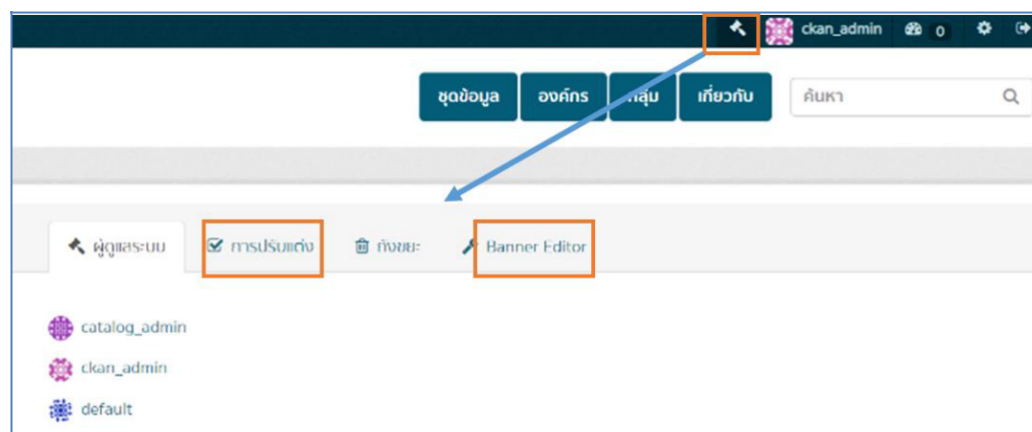 ckan_admin 0
ชุดข้อมูล องค์กร กลุ่ม เกี่ยวกับ ค้นหา
ผู้ดูแลระบบ การปรับแต่ง ถังขยะ Banner Editor
catalog_admin
ckan_admin
default